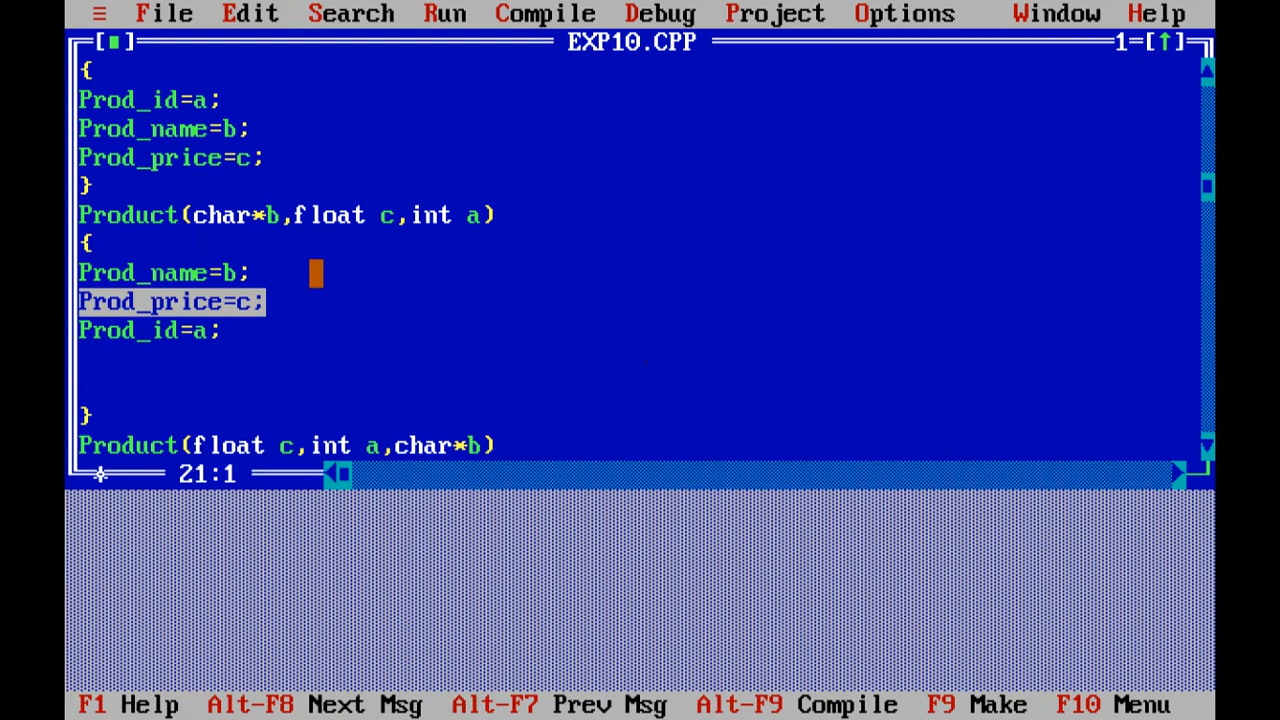 ≡ File Edit Search Run Compile Debug Project Options Window Help
[■] EXP10.CPP 1=[↑]
{
Prod_id=a;
Prod_name=b;
Prod_price=c;
}
Product(char*b,float c,int a)
{
Prod_name=b;
Prod_price=c;
Prod_id=a;
}
Product(float c,int a,char*b)
21:1
F1 Help Alt-F8 Next Msg Alt-F7 Prev Msg Alt-F9 Compile F9 Make F10 Menu